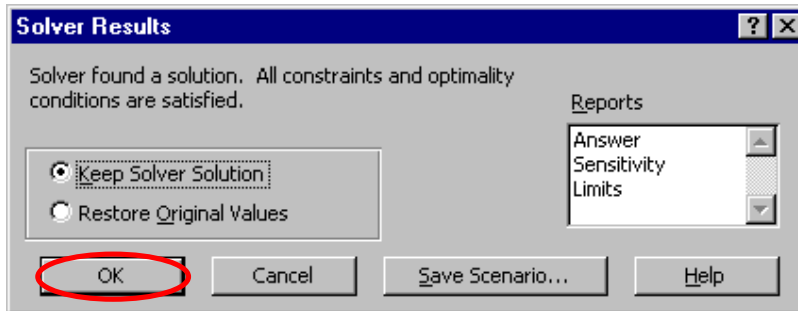 Solver Results
Solver found a solution. All constraints and optimality
conditions are satisfied.
Reports
Answer
Sensitivity
Limits
Keep Solver Solution
Restore Original Values
OK
Cancel
Save Scenario...
Help